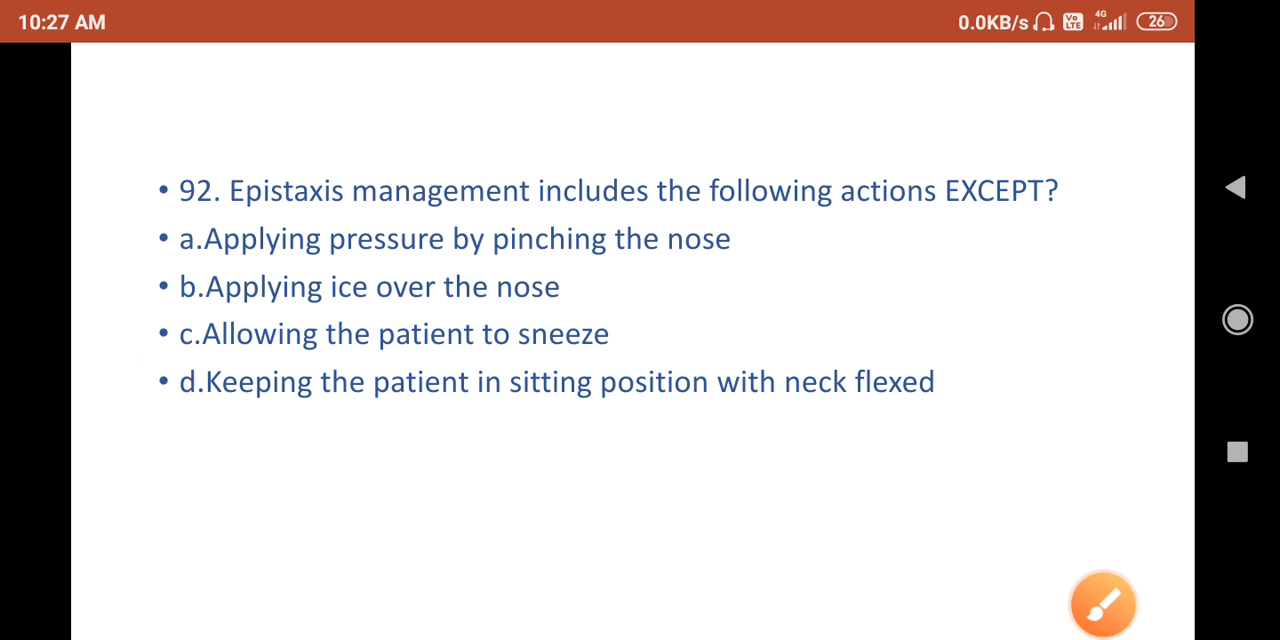 10:27 AM 0.0KB/s Vo LTE 4G 26
• 92. Epistaxis management includes the following actions EXCEPT?
• a.Applying pressure by pinching the nose
• b.Applying ice over the nose
• c.Allowing the patient to sneeze
• d.Keeping the patient in sitting position with neck flexed